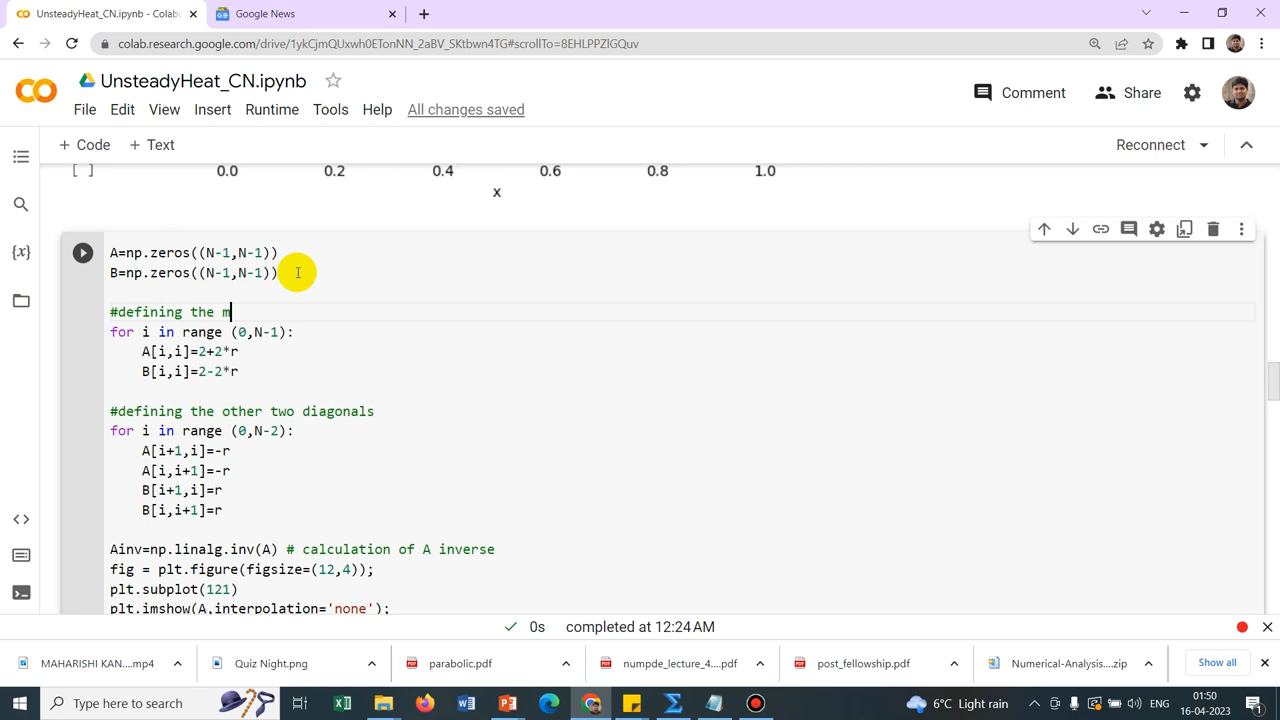 UnsteadyHeat_CN.ipynb - Colab
Google News
colab.research.google.com/drive/1ykCjmQUxwh0ETonNN_2aBV_SKtbwn4TG#scrollTo=8EHLPPZlGQuv
UnsteadyHeat_CN.ipynb
File Edit View Insert Runtime Tools Help All changes saved
Comment Share
+ Code + Text
Reconnect
[ ] 0.0 0.2 0.4 0.6 0.8 1.0
x
A=np.zeros((N-1,N-1))
B=np.zeros((N-1,N-1))
#defining the m
for i in range (0,N-1):
A[i,i]=2+2*r
B[i,i]=2-2*r
#defining the other two diagonals
for i in range (0,N-2):
A[i+1,i]=-r
A[i,i+1]=-r
B[i+1,i]=r
B[i,i+1]=r
Ainv=np.linalg.inv(A) # calculation of A inverse
fig = plt.figure(figsize=(12,4));
plt.subplot(121)
plt.imshow(A,interpolation='none');
0s completed at 12:24 AM
MAHARISHI KAN....mp4
Quiz Night.png
parabolic.pdf
numpde_lecture_4....pdf
post_fellowship.pdf
Numerical-Analysis....zip
Show all
Type here to search
6°C Light rain
ENG
01:50
16-04-2023